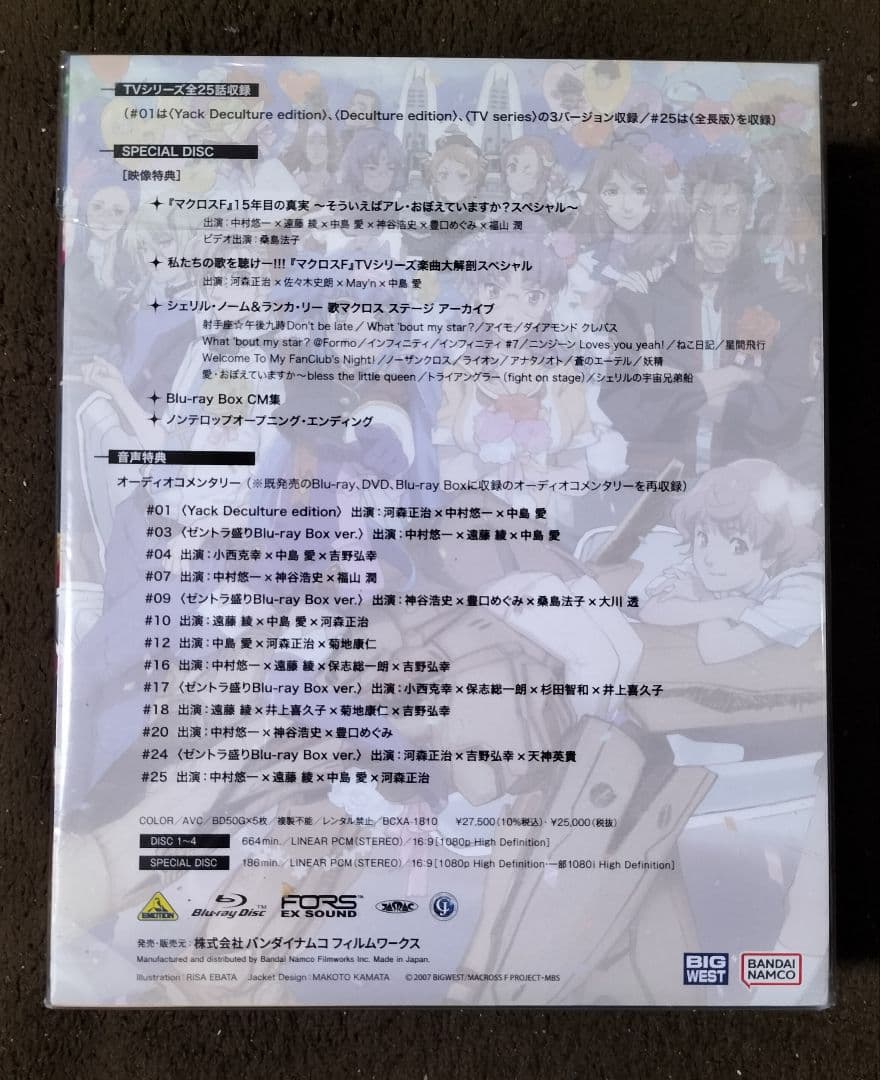 TVシリーズ全25話収録
(#01は〈Yack Deculture edition〉、〈Deculture edition〉、〈TV series〉の3バージョン収録／#25は〈全長版〉を収録)
SPECIAL DISC
[映像特典]
『マクロスF』15年目の真実 ～そういえばアレ・おぼえていますか?スペシャル～
出演：中村悠一×遠藤 綾×中島 愛×神谷浩史×豊口めぐみ×福山 潤
ビデオ出演：桑島法子
私たちの歌を聴けー!!!『マクロスF』TVシリーズ楽曲大解剖スペシャル
出演：河森正治×佐々木史朗×May'n×中島 愛
シェリル・ノーム&ランカ・リー 歌マクロス ステージ アーカイブ
射手座☆午後九時Don't be late／What 'bout my star?／アイモ／ダイアモンド クレバス
What 'bout my star? @Formo／インフィニティ／インフィニティ #7／ニンジーン Loves you yeah!／ねこ日記／星間飛行
Welcome To My FanClub's Night!／ノーザンクロス／ライオン／アナタノオト／蒼のエーテル／妖精
愛・おぼえていますか～bless the little queen／トライアングラー(fight on stage)／シェリルの宇宙兄弟船
Blu-ray Box CM集
ノンテロップオープニング・エンディング
音声特典
オーディオコメンタリー(※既発売のBlu-ray、DVD、Blu-ray Boxに収録のオーディオコメンタリーを再収録)
#01 〈Yack Deculture edition〉 出演：河森正治×中村悠一×中島 愛
#03 〈ゼントラ盛りBlu-ray Box ver.〉 出演：中村悠一×遠藤 綾×中島 愛
#04 出演：小西克幸×中島 愛×吉野弘幸
#07 出演：中村悠一×神谷浩史×福山 潤
#09 〈ゼントラ盛りBlu-ray Box ver.〉 出演：神谷浩史×豊口めぐみ×桑島法子×大川 透
#10 出演：遠藤 綾×中島 愛×河森正治
#12 出演：中島 愛×河森正治×菊地康仁
#16 出演：中村悠一×遠藤 綾×保志総一朗×吉野弘幸
#17 〈ゼントラ盛りBlu-ray Box ver.〉 出演：小西克幸×保志総一朗×杉田智和×井上喜久子
#18 出演：遠藤 綾×井上喜久子×菊地康仁×吉野弘幸
#20 出演：中村悠一×神谷浩史×豊口めぐみ
#24 〈ゼントラ盛りBlu-ray Box ver.〉 出演：河森正治×吉野弘幸×天神英貴
#25 出演：中村悠一×遠藤 綾×中島 愛×河森正治
COLOR／AVC／BD50G×5枚／複製不能／レンタル禁止／BCXA-1810 ¥27,500(10%税込)・¥25,000(税抜)
DISC 1～4 664min.／LINEAR PCM(STEREO)／16:9[1080p High Definition]
SPECIAL DISC 186min.／LINEAR PCM(STEREO)／16:9[1080p High Definition・一部1080i High Definition]
EMOTION Blu-ray Disc™ FORS™ EX SOUND JASRAC
発売・販売元：株式会社 バンダイナムコ フィルムワークス
Manufactured and distributed by Bandai Namco Filmworks Inc. Made in Japan.
Illustration：RISA EBATA Jacket Design：MAKOTO KAMATA ©2007 BIGWEST/MACROSS F PROJECT・MBS
BIG WEST
BANDAI NAMCO